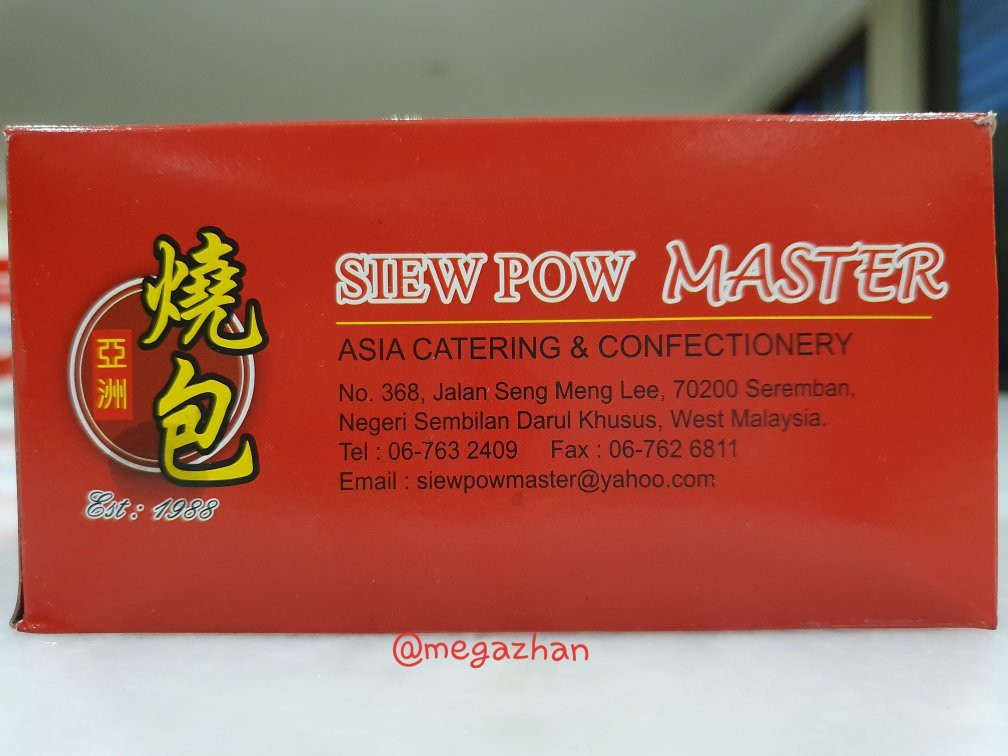 燒包
亞洲
Est : 1988
SIEW POW MASTER
ASIA CATERING & CONFECTIONERY
No. 368, Jalan Seng Meng Lee, 70200 Seremban,
Negeri Sembilan Darul Khusus, West Malaysia.
Tel : 06-763 2409 Fax : 06-762 6811
Email : siewpowmaster@yahoo.com
@megazhan